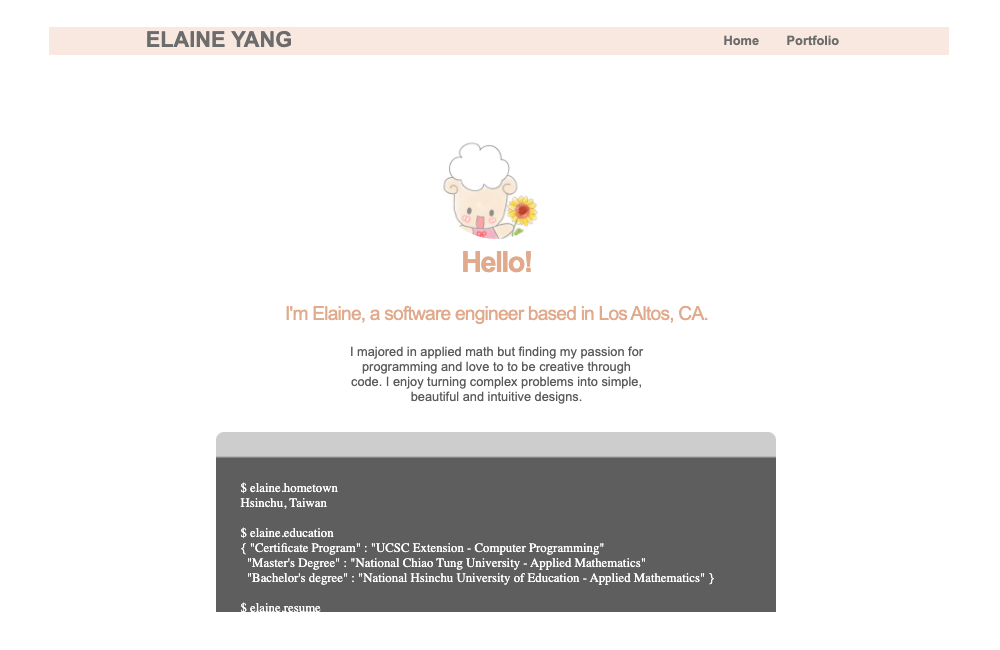 ELAINE YANG
Home Portfolio
Hello!
I'm Elaine, a software engineer based in Los Altos, CA.
I majored in applied math but finding my passion for
programming and love to to be creative through
code. I enjoy turning complex problems into simple,
beautiful and intuitive designs.
$ elaine.hometown
Hsinchu, Taiwan
$ elaine.education
{ "Certificate Program" : "UCSC Extension - Computer Programming"
"Master's Degree" : "National Chiao Tung University - Applied Mathematics"
"Bachelor's degree" : "National Hsinchu University of Education - Applied Mathematics" }
$ elaine.resume